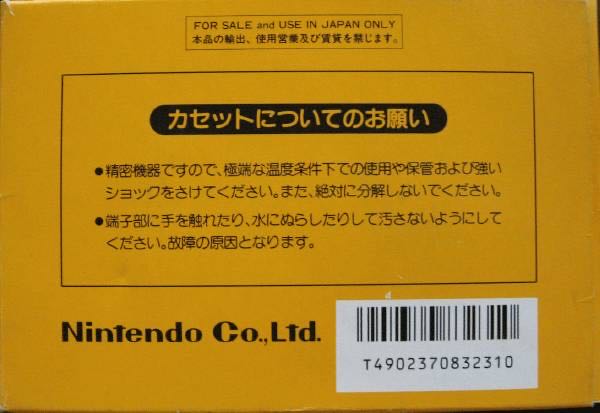 FOR SALE and USE IN JAPAN ONLY
本品の輸出、使用営業及び賃貸を禁じます。
カセットについてのお願い
●精密機器ですので、極端な温度条件下での使用や保管および強い
ショックをさけてください。また、絶対に分解しないでください。
●端子部に手を触れたり、水にぬらしたりして汚さないようにして
ください。故障の原因となります。
Nintendo Co.,Ltd.
T4902370832310